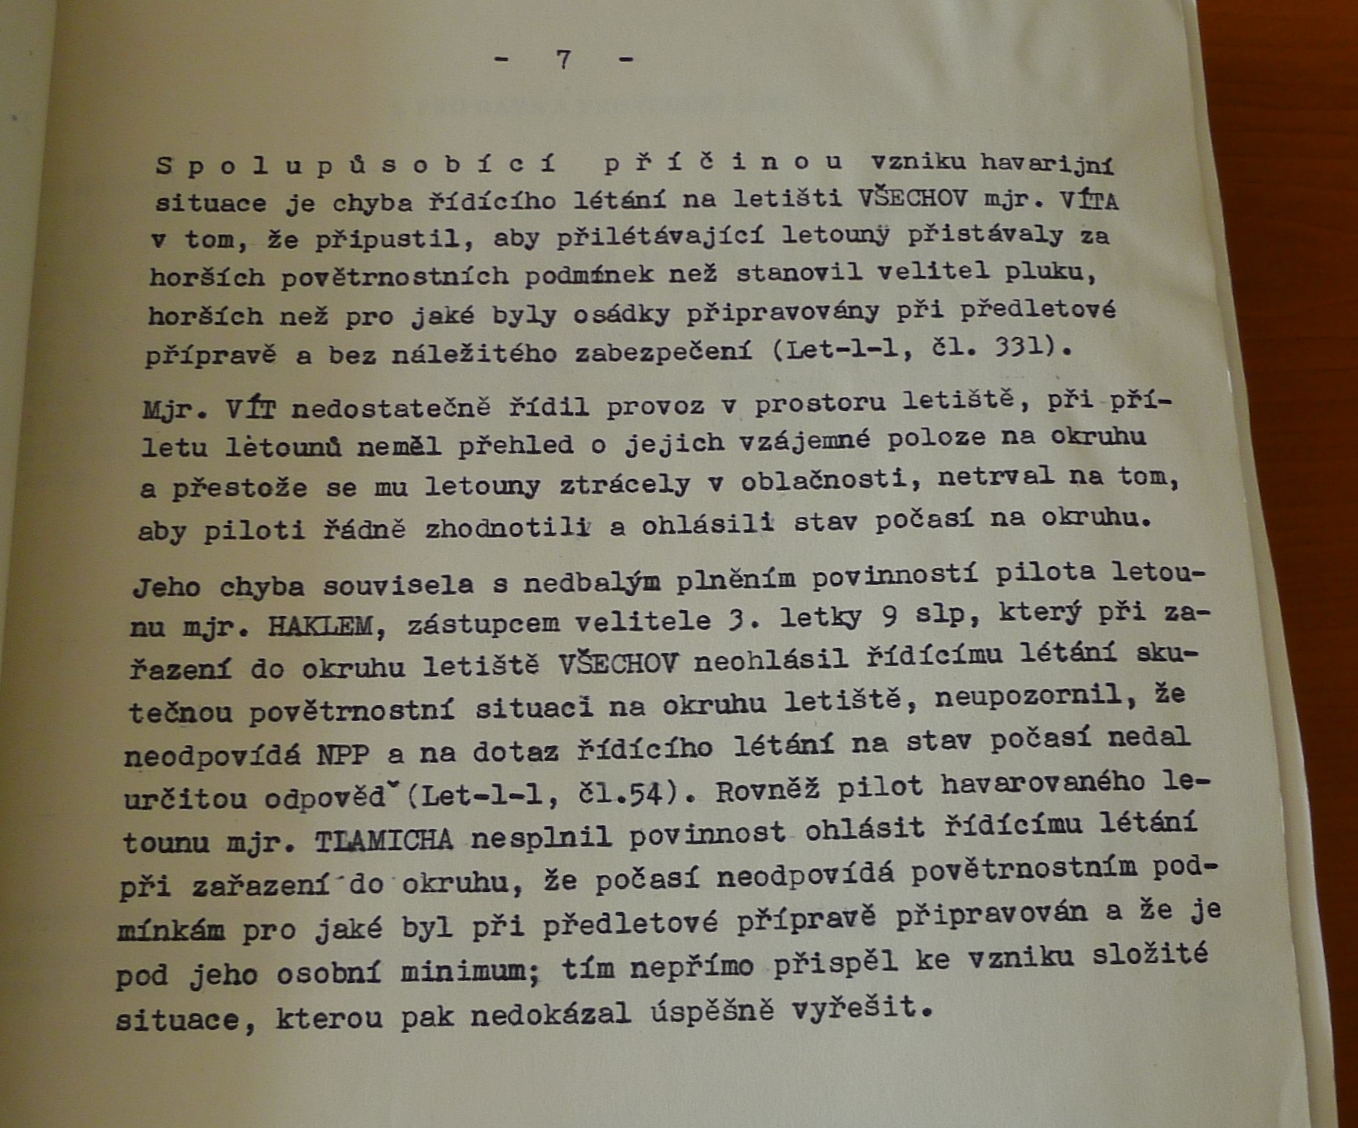 - 7 -
S p o l u p ů s o b í c í p ř í č i n o u vzniku havarijní
situace je chyba řídícího létání na letišti VŠECHOV mjr. VÍTA
v tom, že připustil, aby přilétávající letouny přistávaly za
horších povětrnostních podmínek než stanovil velitel pluku,
horších než pro jaké byly osádky připravovány při předletové
přípravě a bez náležitého zabezpečení (Let-1-1, čl. 331).
Mjr. VÍT nedostatečně řídil provoz v prostoru letiště, při pří-
letu letounů neměl přehled o jejich vzájemné poloze na okruhu
a přestože se mu letouny ztrácely v oblačnosti, netrval na tom,
aby piloti řádně zhodnotili a ohlásili stav počasí na okruhu.
Jeho chyba souvisela s nedbalým plněním povinností pilota letou-
nu mjr. HAKLEM, zástupcem velitele 3. letky 9 slp, který při za-
řazení do okruhu letiště VŠECHOV neohlásil řídícímu létání sku-
tečnou povětrnostní situaci na okruhu letiště, neupozornil, že
neodpovídá NPP a na dotaz řídícího létání na stav počasí nedal
určitou odpověď (Let-1-1, čl.54). Rovněž pilot havarovaného le-
tounu mjr. TLAMICHA nesplnil povinnost ohlásit řídícímu létání
při zařazení do okruhu, že počasí neodpovídá povětrnostním pod-
mínkám pro jaké byl při předletové přípravě připravován a že je
pod jeho osobní minimum; tím nepřímo přispěl ke vzniku složité
situace, kterou pak nedokázal úspěšně vyřešit.